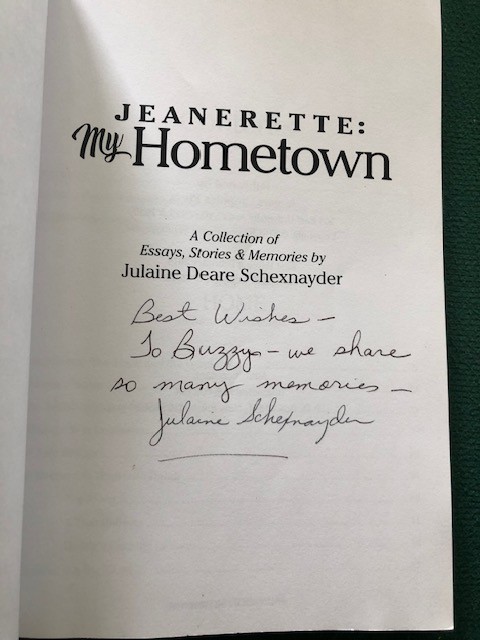 JEANERETTE:
My Hometown
A Collection of
Essays, Stories & Memories by
Julaine Deare Schexnayder
Best Wishes –
To Buzzy – we share
so many memories –
Julaine Schexnayder